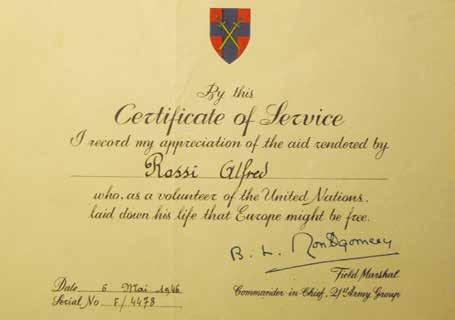 By this
Certificate of Service
I record my appreciation of the aid rendered by
Rossi Alfred
who, as a volunteer of the United Nations,
laid down his life that Europe might be free.
B. L. Montgomery
Field Marshal
Date 6 Mai 1946 Commander in Chief, 21st Army Group
Serial No F/4478